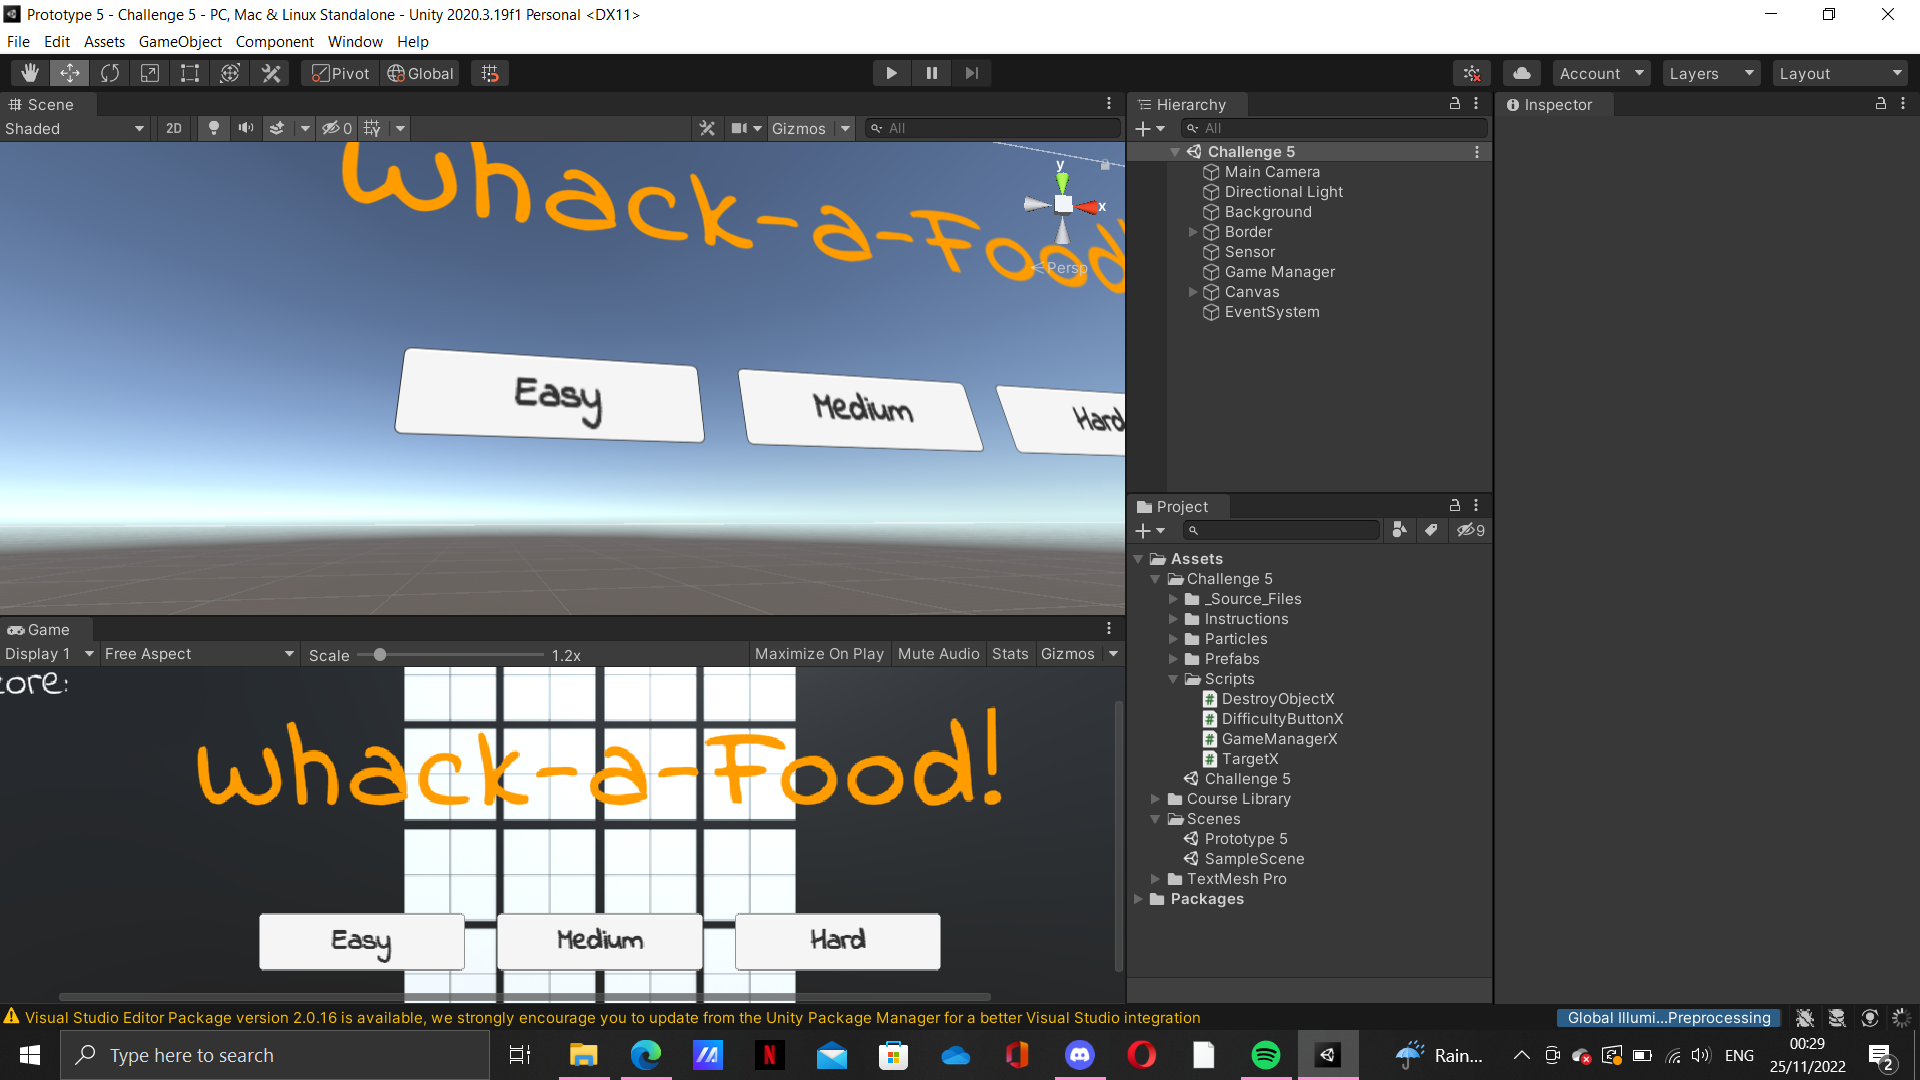 Prototype 5 - Challenge 5 - PC, Mac & Linux Standalone - Unity 2020.3.19f1 Personal <DX11>
File Edit Assets GameObject Component Window Help
Pivot Global Account Layers Layout
Scene
Shaded 2D 0 Gizmos All
Whack-a-Food
y
x
Persp
Easy Medium Hard
Game
Display 1 Free Aspect Scale 1.2x Maximize On Play Mute Audio Stats Gizmos
core:
Whack-a-Food!
Easy Medium Hard
Hierarchy
All
Challenge 5
Main Camera
Directional Light
Background
Border
Sensor
Game Manager
Canvas
EventSystem
Project
9
Assets
Challenge 5
_Source_Files
Instructions
Particles
Prefabs
Scripts
DestroyObjectX
DifficultyButtonX
GameManagerX
TargetX
Challenge 5
Course Library
Scenes
Prototype 5
SampleScene
TextMesh Pro
Packages
Inspector
Visual Studio Editor Package version 2.0.16 is available, we strongly encourage you to update from the Unity Package Manager for a better Visual Studio integration
Global Illumi...Preprocessing
Type here to search
Rain...
ENG
00:29
25/11/2022
2